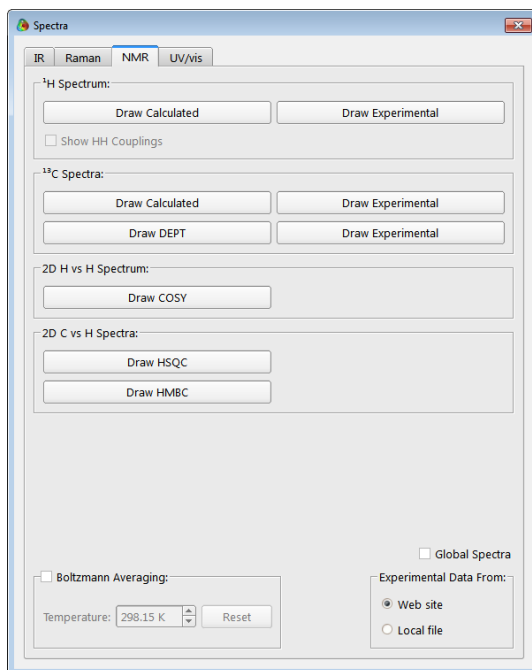 Spectra
IR Raman NMR UV/vis
¹H Spectrum:
Draw Calculated Draw Experimental
Show HH Couplings
¹³C Spectra:
Draw Calculated Draw Experimental
Draw DEPT Draw Experimental
2D H vs H Spectrum:
Draw COSY
2D C vs H Spectra:
Draw HSQC
Draw HMBC
Global Spectra
Boltzmann Averaging: Experimental Data From:
Web site
Temperature: 298.15 K Reset
Local file